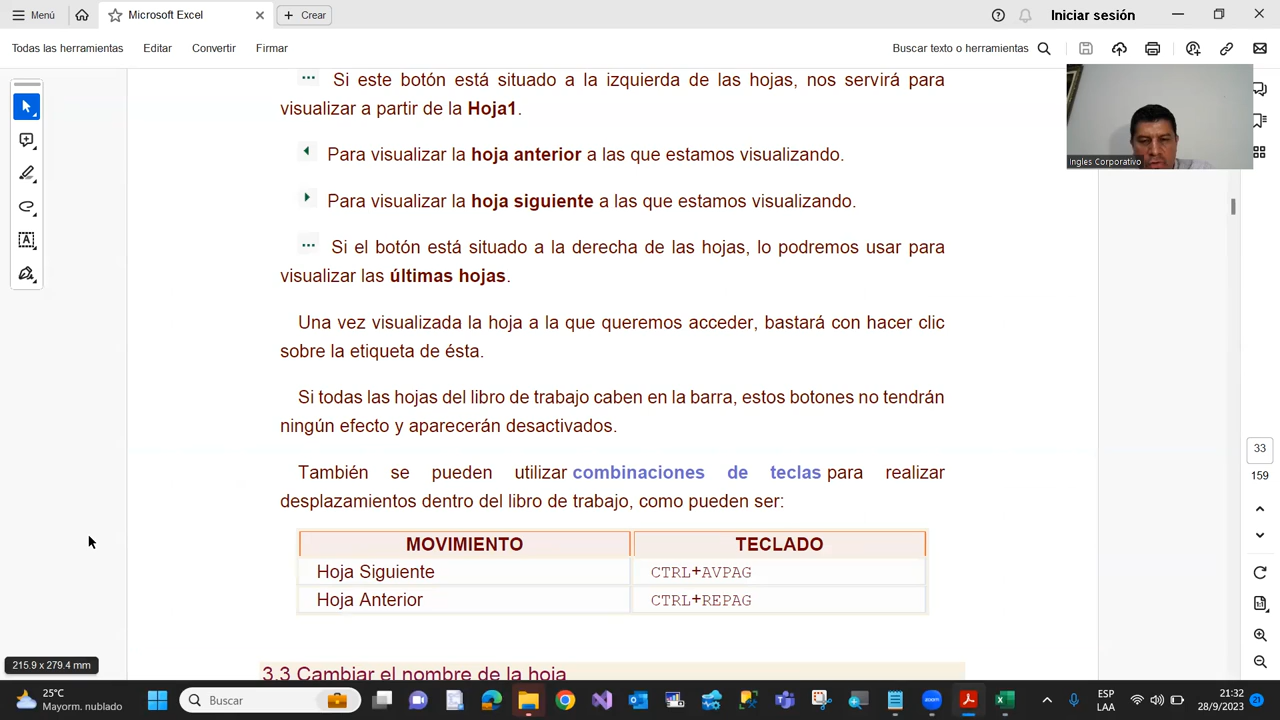 Menú
Microsoft Excel
Crear
Iniciar sesión
Todas las herramientas
Editar
Convertir
Firmar
Buscar texto o herramientas
... Si este botón está situado a la izquierda de las hojas, nos servirá para
visualizar a partir de la Hoja1.
Para visualizar la hoja anterior a las que estamos visualizando.
Para visualizar la hoja siguiente a las que estamos visualizando.
... Si el botón está situado a la derecha de las hojas, lo podremos usar para
visualizar las últimas hojas.
Una vez visualizada la hoja a la que queremos acceder, bastará con hacer clic
sobre la etiqueta de ésta.
Si todas las hojas del libro de trabajo caben en la barra, estos botones no tendrán
ningún efecto y aparecerán desactivados.
También se pueden utilizar combinaciones de teclas para realizar
desplazamientos dentro del libro de trabajo, como pueden ser:
MOVIMIENTO TECLADO
Hoja Siguiente CTRL+AVPAG
Hoja Anterior CTRL+REPAG
3.3 Cambiar el nombre de la hoja
Ingles Corporativo
33
159
215.9 x 279.4 mm
25°C
Mayorm. nublado
Buscar
ESP
LAA
21:32
28/9/2023
21